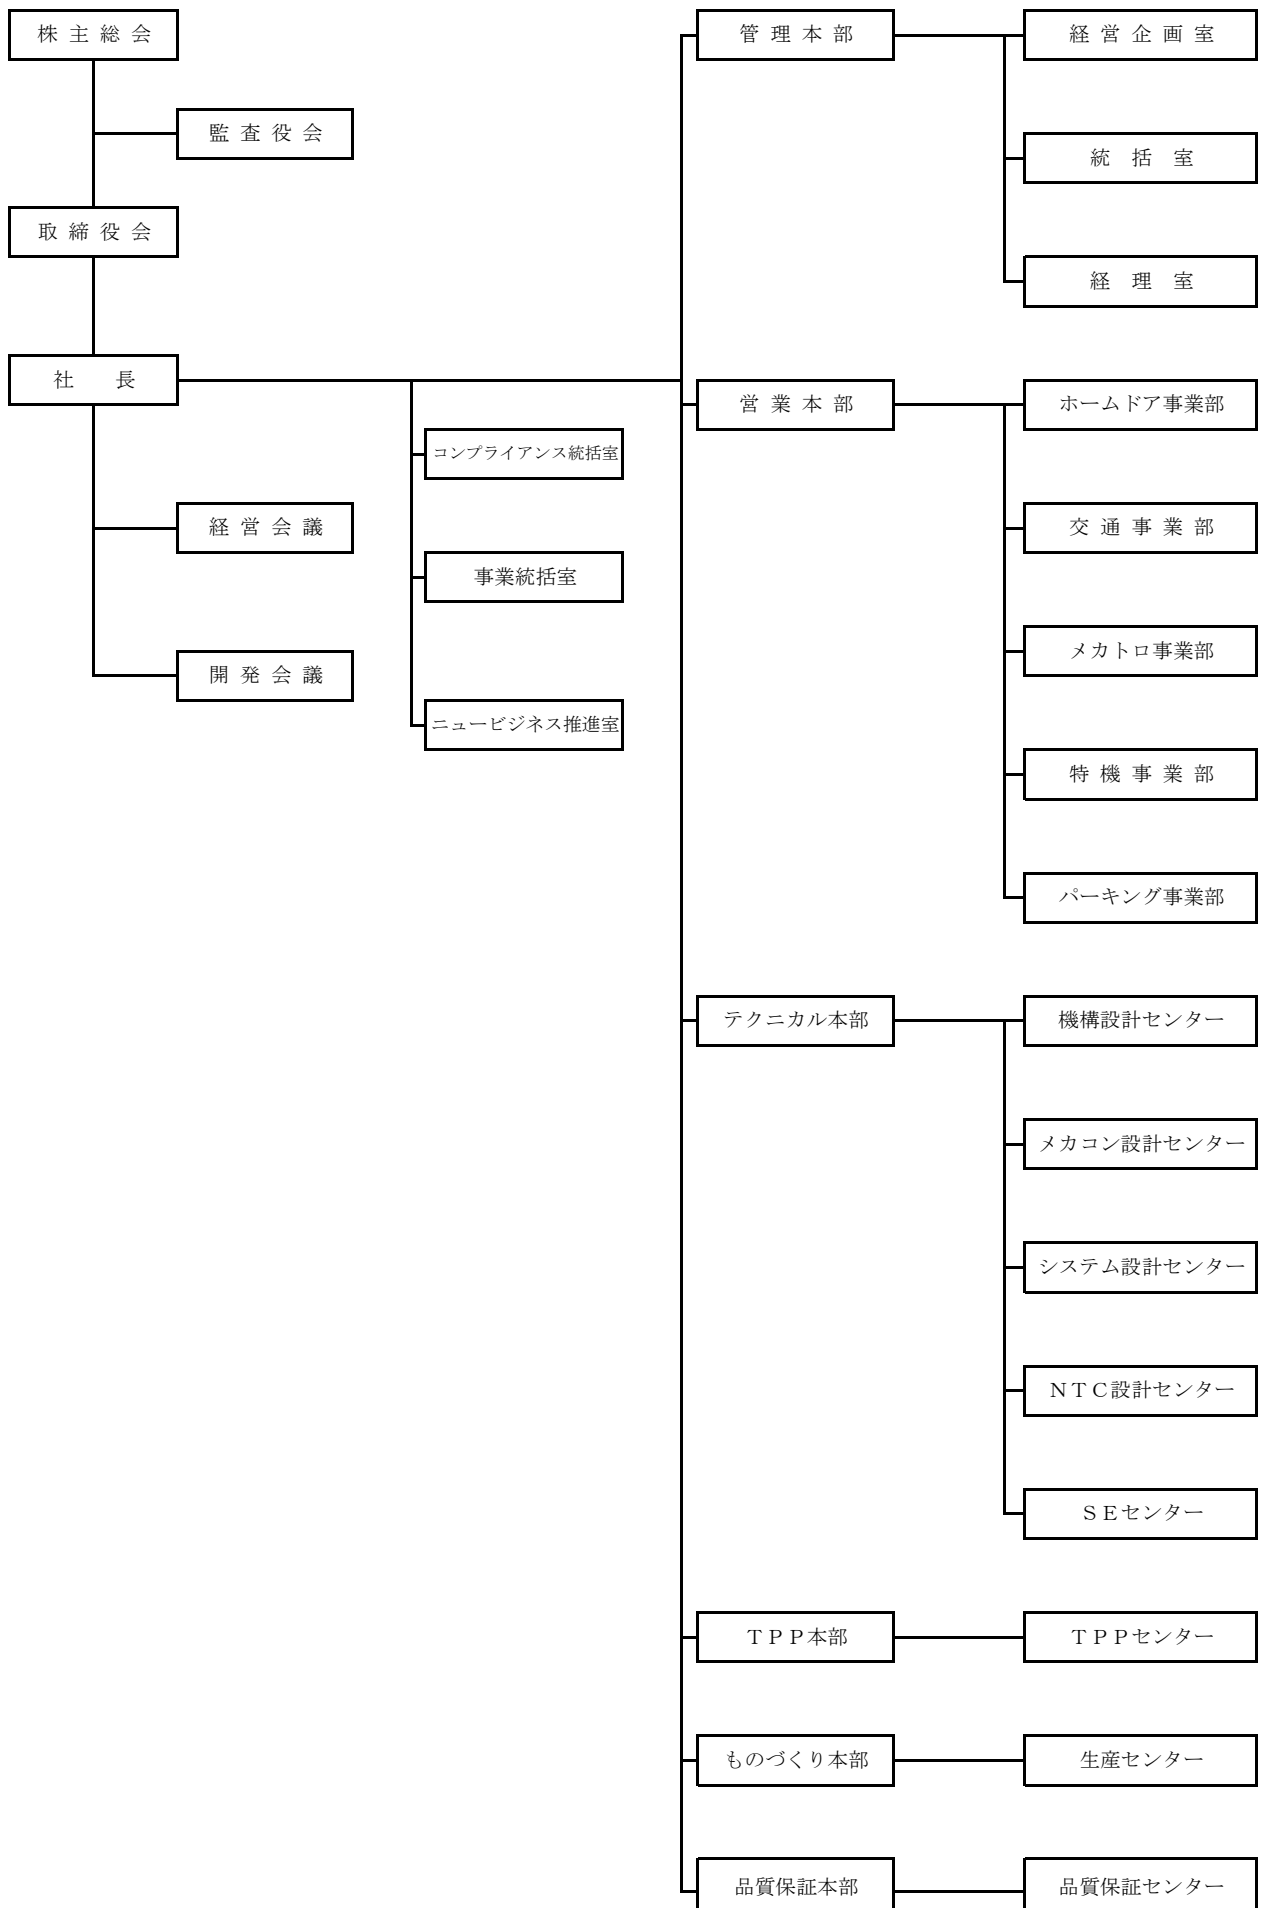 株主総会
監査役会
取締役会
社　長
経営会議
開発会議
コンプライアンス統括室
事業統括室
ニュービジネス推進室
管理本部
経営企画室
統　括　室
経　理　室
営業本部
ホームドア事業部
交通事業部
メカトロ事業部
特機事業部
パーキング事業部
テクニカル本部
機構設計センター
メカコン設計センター
システム設計センター
ＮＴＣ設計センター
ＳＥセンター
ＴＰＰ本部
ＴＰＰセンター
ものづくり本部
生産センター
品質保証本部
品質保証センター